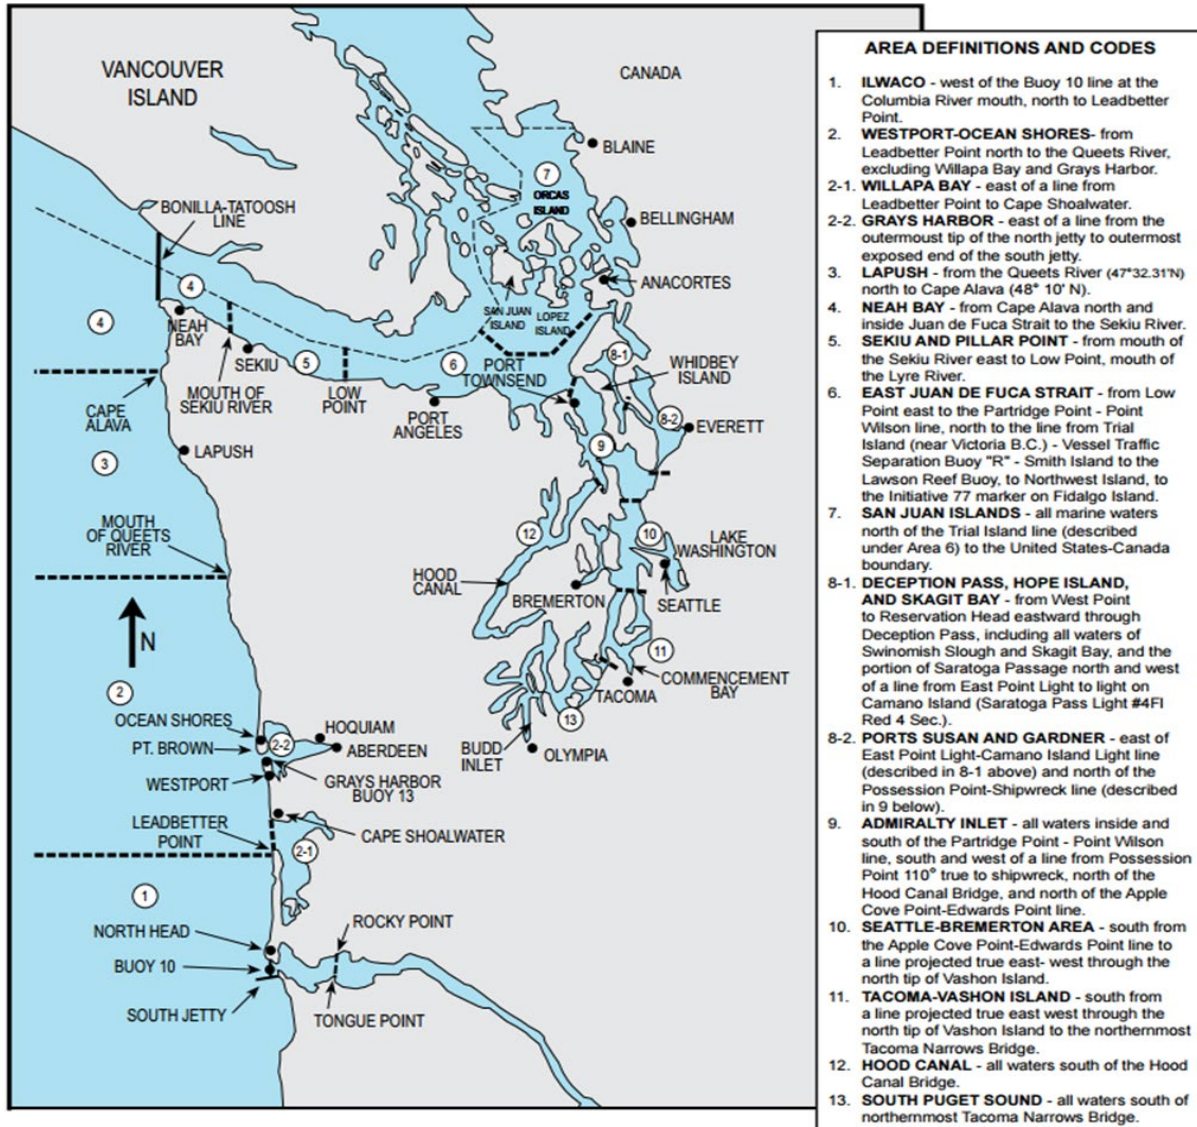 VANCOUVER
ISLAND
CANADA
BLAINE
7
ORCAS
ISLAND
BONILLA-TATOOSH
LINE
BELLINGHAM
ANACORTES
4
4
NEAH
BAY
SAN JUAN
ISLAND
LOPEZ
ISLAND
SEKIU
5
6
PORT
TOWNSEND
8-1
WHIDBEY
ISLAND
MOUTH OF
SEKIU RIVER
LOW
POINT
CAPE
ALAVA
PORT
ANGELES
8-2
EVERETT
LAPUSH
3
9
MOUTH
OF QUEETS
RIVER
12
10
LAKE
WASHINGTON
HOOD
CANAL
BREMERTON
SEATTLE
N
11
COMMENCEMENT
BAY
TACOMA
2
13
OCEAN SHORES
HOQUIAM
PT. BROWN
2-2
ABERDEEN
BUDD
INLET
OLYMPIA
WESTPORT
GRAYS HARBOR
BUOY 13
LEADBETTER
POINT
CAPE SHOALWATER
2-1
1
NORTH HEAD
ROCKY POINT
BUOY 10
SOUTH JETTY
TONGUE POINT
AREA DEFINITIONS AND CODES
1. ILWACO - west of the Buoy 10 line at the
Columbia River mouth, north to Leadbetter
Point.
2. WESTPORT-OCEAN SHORES- from
Leadbetter Point north to the Queets River,
excluding Willapa Bay and Grays Harbor.
2-1. WILLAPA BAY - east of a line from
Leadbetter Point to Cape Shoalwater.
2-2. GRAYS HARBOR - east of a line from the
outermoust tip of the north jetty to outermost
exposed end of the south jetty.
3. LAPUSH - from the Queets River (47°32.31'N)
north to Cape Alava (48° 10' N).
4. NEAH BAY - from Cape Alava north and
inside Juan de Fuca Strait to the Sekiu River.
5. SEKIU AND PILLAR POINT - from mouth of
the Sekiu River east to Low Point, mouth of
the Lyre River.
6. EAST JUAN DE FUCA STRAIT - from Low
Point east to the Partridge Point - Point
Wilson line, north to the line from Trial
Island (near Victoria B.C.) - Vessel Traffic
Separation Buoy "R" - Smith Island to the
Lawson Reef Buoy, to Northwest Island, to
the Initiative 77 marker on Fidalgo Island.
7. SAN JUAN ISLANDS - all marine waters
north of the Trial Island line (described
under Area 6) to the United States-Canada
boundary.
8-1. DECEPTION PASS, HOPE ISLAND,
AND SKAGIT BAY - from West Point
to Reservation Head eastward through
Deception Pass, including all waters of
Swinomish Slough and Skagit Bay, and the
portion of Saratoga Passage north and west
of a line from East Point Light to light on
Camano Island (Saratoga Pass Light #4Fl
Red 4 Sec.).
8-2. PORTS SUSAN AND GARDNER - east of
East Point Light-Camano Island Light line
(described in 8-1 above) and north of the
Possession Point-Shipwreck line (described
in 9 below).
9. ADMIRALTY INLET - all waters inside and
south of the Partridge Point - Point Wilson
line, south and west of a line from Possession
Point 110° true to shipwreck, north of the
Hood Canal Bridge, and north of the Apple
Cove Point-Edwards Point line.
10. SEATTLE-BREMERTON AREA - south from
the Apple Cove Point-Edwards Point line to
a line projected true east- west through the
north tip of Vashon Island.
11. TACOMA-VASHON ISLAND - south from
a line projected true east west through the
north tip of Vashon Island to the northernmost
Tacoma Narrows Bridge.
12. HOOD CANAL - all waters south of the Hood
Canal Bridge.
13. SOUTH PUGET SOUND - all waters south of
northernmost Tacoma Narrows Bridge.